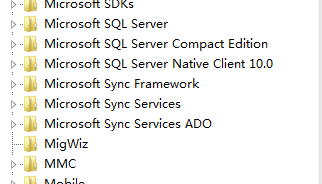 Microsoft SDKs
Microsoft SQL Server
Microsoft SQL Server Compact Edition
Microsoft SQL Server Native Client 10.0
Microsoft Sync Framework
Microsoft Sync Services
Microsoft Sync Services ADO
MigWiz
MMC
Mobile